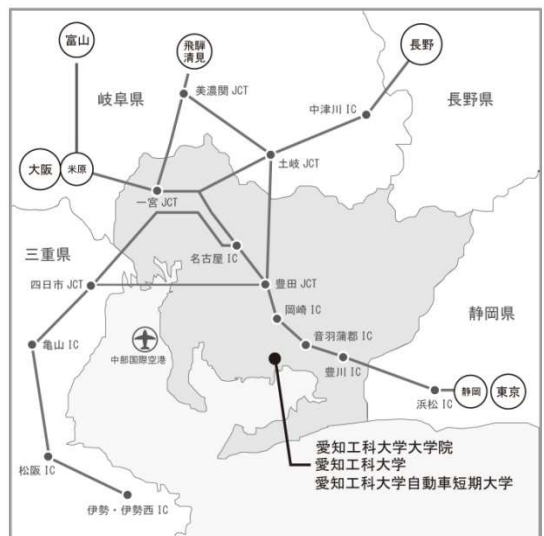 富山
飛騨
清見
長野
岐阜県
美濃関 JCT
中津川 IC
長野県
土岐 JCT
大阪
米原
一宮 JCT
三重県
名古屋 IC
四日市 JCT
豊田 JCT
岡崎 IC
静岡県
音羽蒲郡 IC
亀山 IC
中部国際空港
豊川 IC
浜松 IC
静岡
東京
愛知工科大学大学院
愛知工科大学
愛知工科大学自動車短期大学
松阪 IC
伊勢・伊勢西 IC